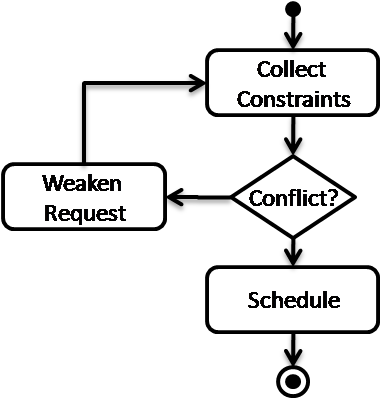 Collect
Constraints
Conflict?
Weaken
Request
Schedule